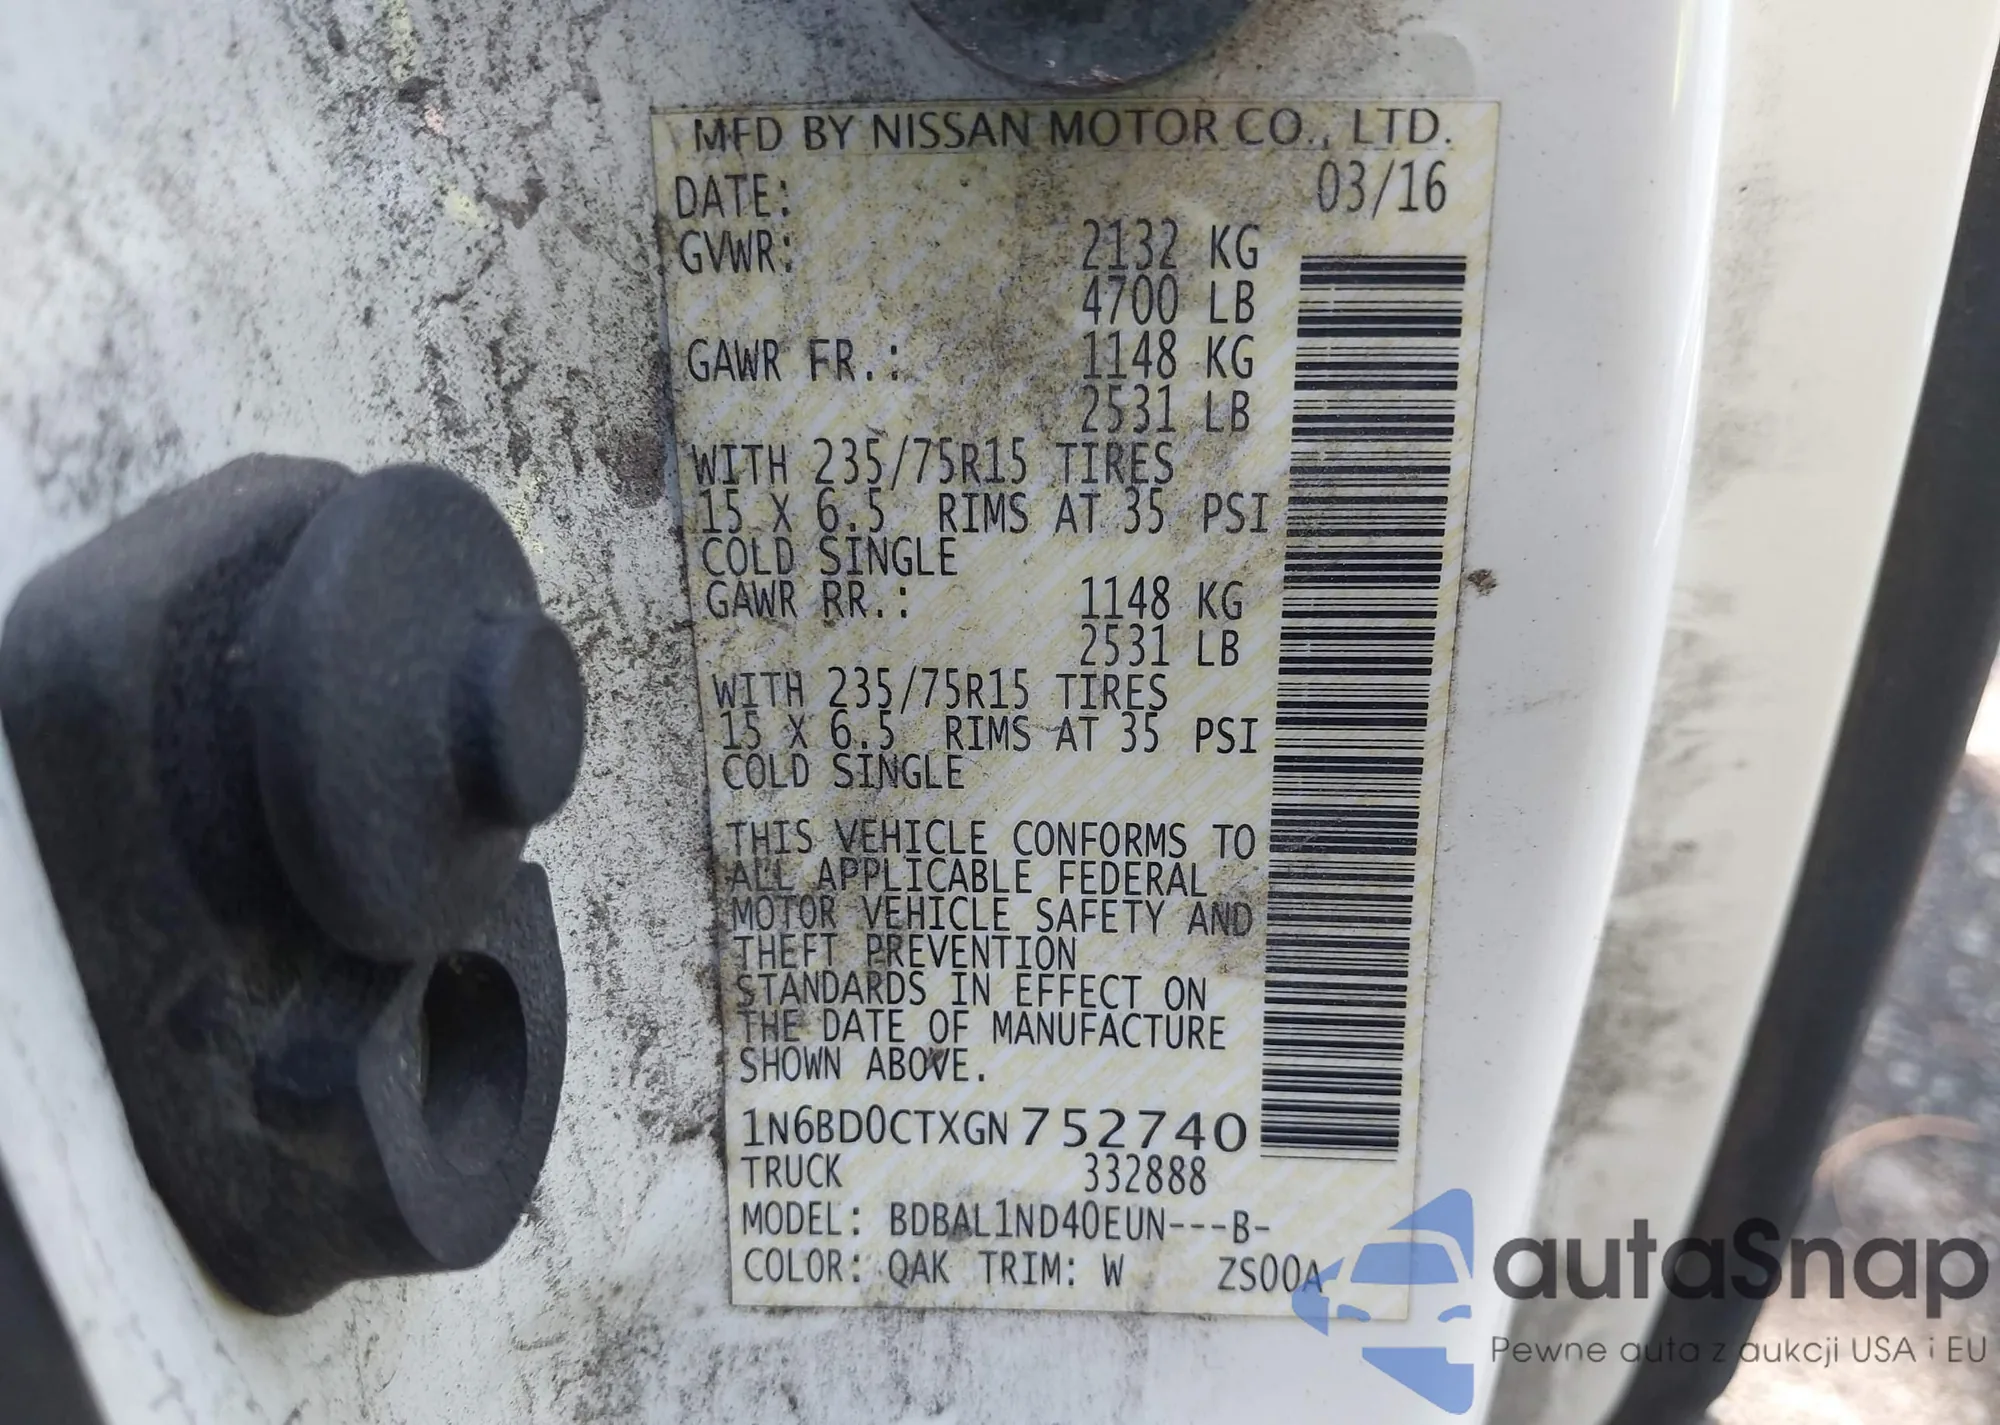 MFD BY NISSAN MOTOR CO., LTD.
DATE: 03/16
GVWR: 2132 KG
4700 LB
GAWR FR.: 1148 KG
2531 LB
WITH 235/75R15 TIRES
15 X 6.5 RIMS AT 35 PSI
COLD SINGLE
GAWR RR.: 1148 KG
2531 LB
WITH 235/75R15 TIRES
15 X 6.5 RIMS AT 35 PSI
COLD SINGLE
THIS VEHICLE CONFORMS TO
ALL APPLICABLE FEDERAL
MOTOR VEHICLE SAFETY AND
THEFT PREVENTION
STANDARDS IN EFFECT ON
THE DATE OF MANUFACTURE
SHOWN ABOVE.
1N6BD0CTXGN752740
TRUCK 332888
MODEL: BDBAL1ND40EUN---B-
COLOR: QAK TRIM: W ZS00A
autaSnap
Pewne auta z aukcji USA i EU